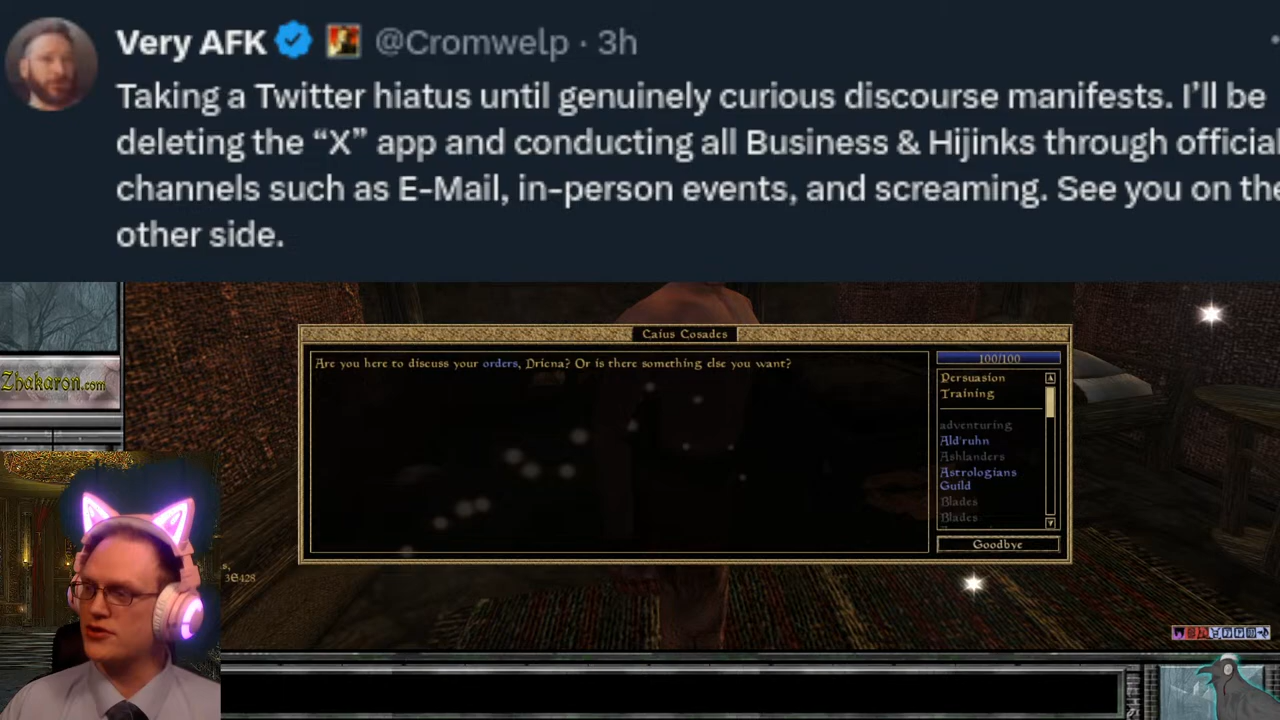 Very AFK @Cromwelp · 3h
Taking a Twitter hiatus until genuinely curious discourse manifests. I'll be
deleting the “X” app and conducting all Business & Hijinks through official
channels such as E-Mail, in-person events, and screaming. See you on the
other side.
Zhakaron.com
Caius Cosades
Are you here to discuss your orders, Driena? Or is there something else you want?
100/100
Persuasion
Training
adventuring
Ald'ruhn
Ashlanders
Astrologians
Guild
Blades
Blades
Goodbye